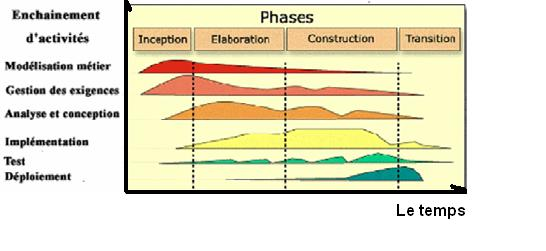 Enchainement
d'activités
Phases
Inception
Elaboration
Construction
Transition
Modélisation métier
Gestion des exigences
Analyse et conception
Implémentation
Test
Déploiement
Le temps